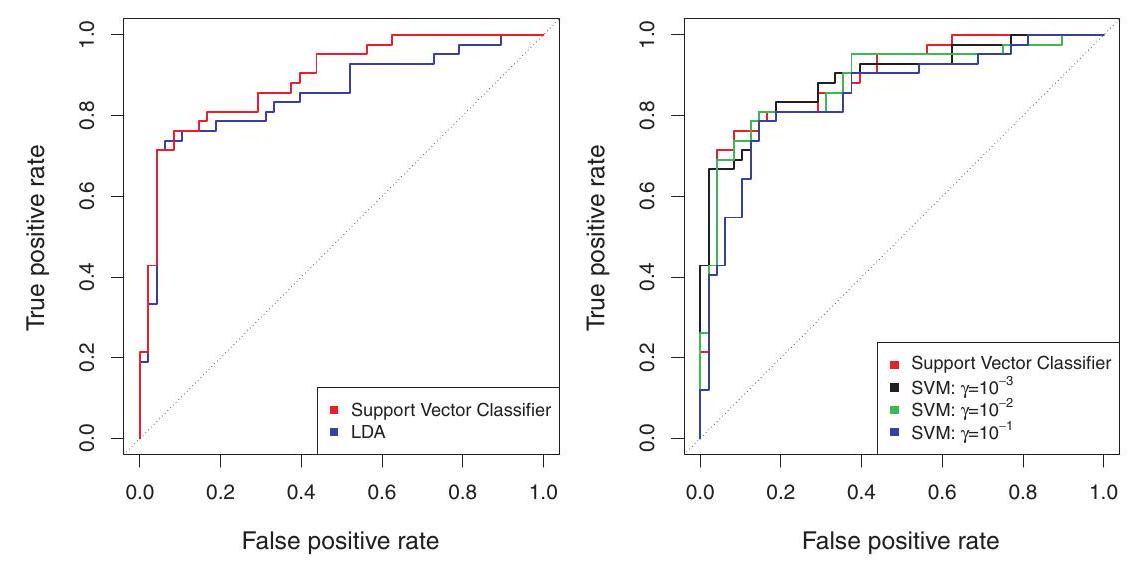 True positive rate
1.0
0.8
0.6
0.4
0.2
0.0
Support Vector Classifier
LDA
0.0 0.2 0.4 0.6 0.8 1.0
False positive rate
True positive rate
1.0
0.8
0.6
0.4
0.2
0.0
Support Vector Classifier
SVM: γ=10⁻³
SVM: γ=10⁻²
SVM: γ=10⁻¹
0.0 0.2 0.4 0.6 0.8 1.0
False positive rate